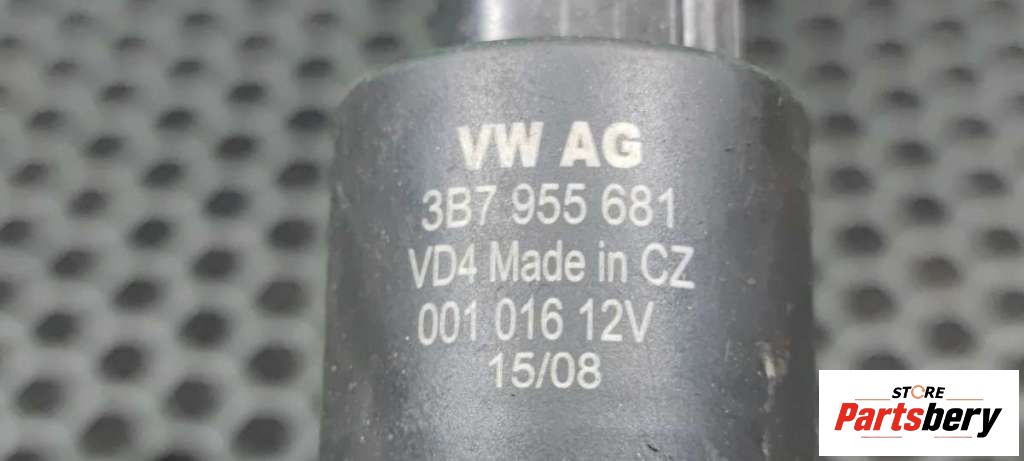 VW AG
3B7 955 681
VD4 Made in CZ
001 016 12V
15/08
STORE
Partsbery